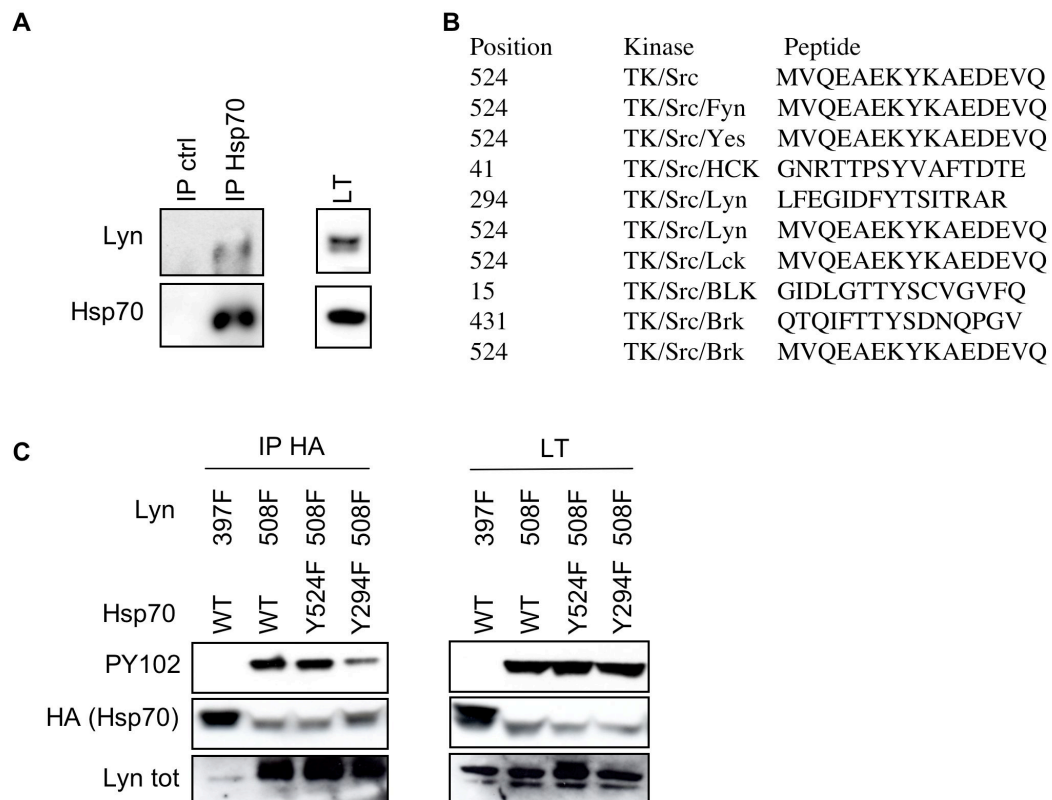 A
IP ctrl
IP Hsp70
LT
Lyn
Hsp70
B
Position Kinase Peptide
524 TK/Src MVQEAEKYKAEDEVQ
524 TK/Src/Fyn MVQEAEKYKAEDEVQ
524 TK/Src/Yes MVQEAEKYKAEDEVQ
41 TK/Src/HCK GNRTTPSYVAFTDTE
294 TK/Src/Lyn LFEGIDFYTSITRAR
524 TK/Src/Lyn MVQEAEKYKAEDEVQ
524 TK/Src/Lck MVQEAEKYKAEDEVQ
15 TK/Src/BLK GIDLGTTYSCVGVFQ
431 TK/Src/Brk QTQIFTTYSDNQPGV
524 TK/Src/Brk MVQEAEKYKAEDEVQ
C
IP HA LT
Lyn 397F 508F 508F 508F 397F 508F 508F 508F
Hsp70 WT WT Y524F Y294F WT WT Y524F Y294F
PY102
HA (Hsp70)
Lyn tot